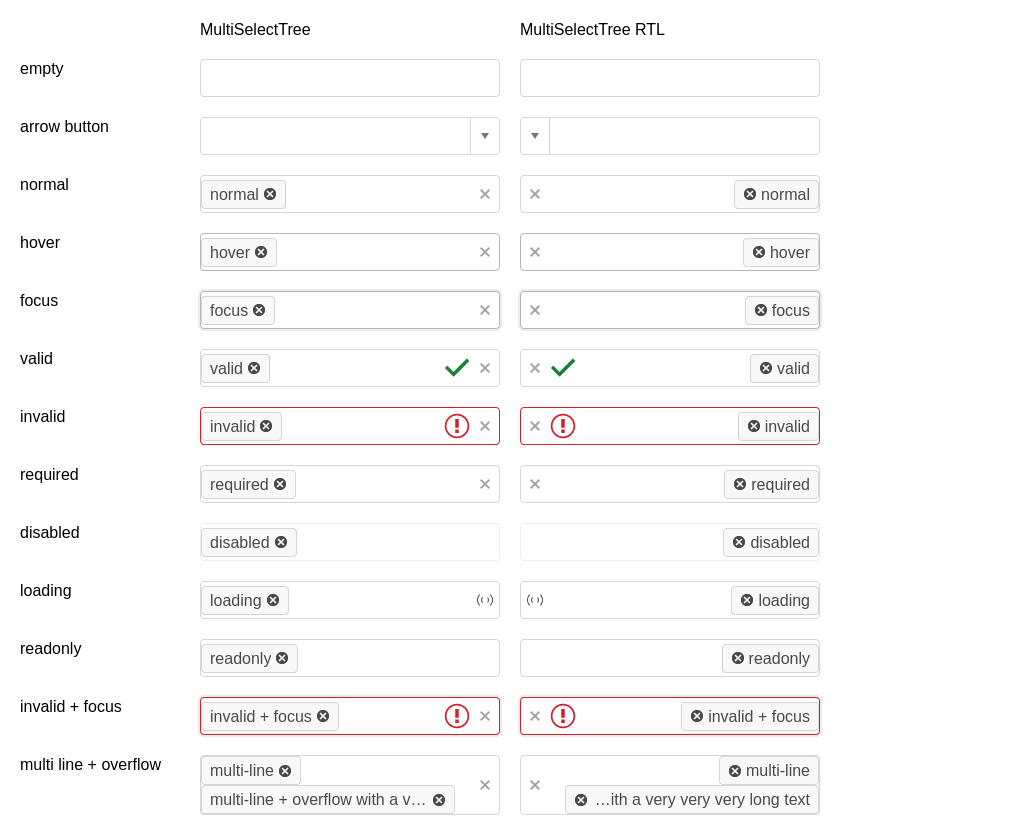 MultiSelectTree MultiSelectTree RTL
empty
arrow button
normal normal normal
hover hover hover
focus focus focus
valid valid valid
invalid invalid invalid
required required required
disabled disabled disabled
loading loading loading
readonly readonly readonly
invalid + focus invalid + focus invalid + focus
multi line + overflow multi-line multi-line
multi-line + overflow with a v… …ith a very very very long text